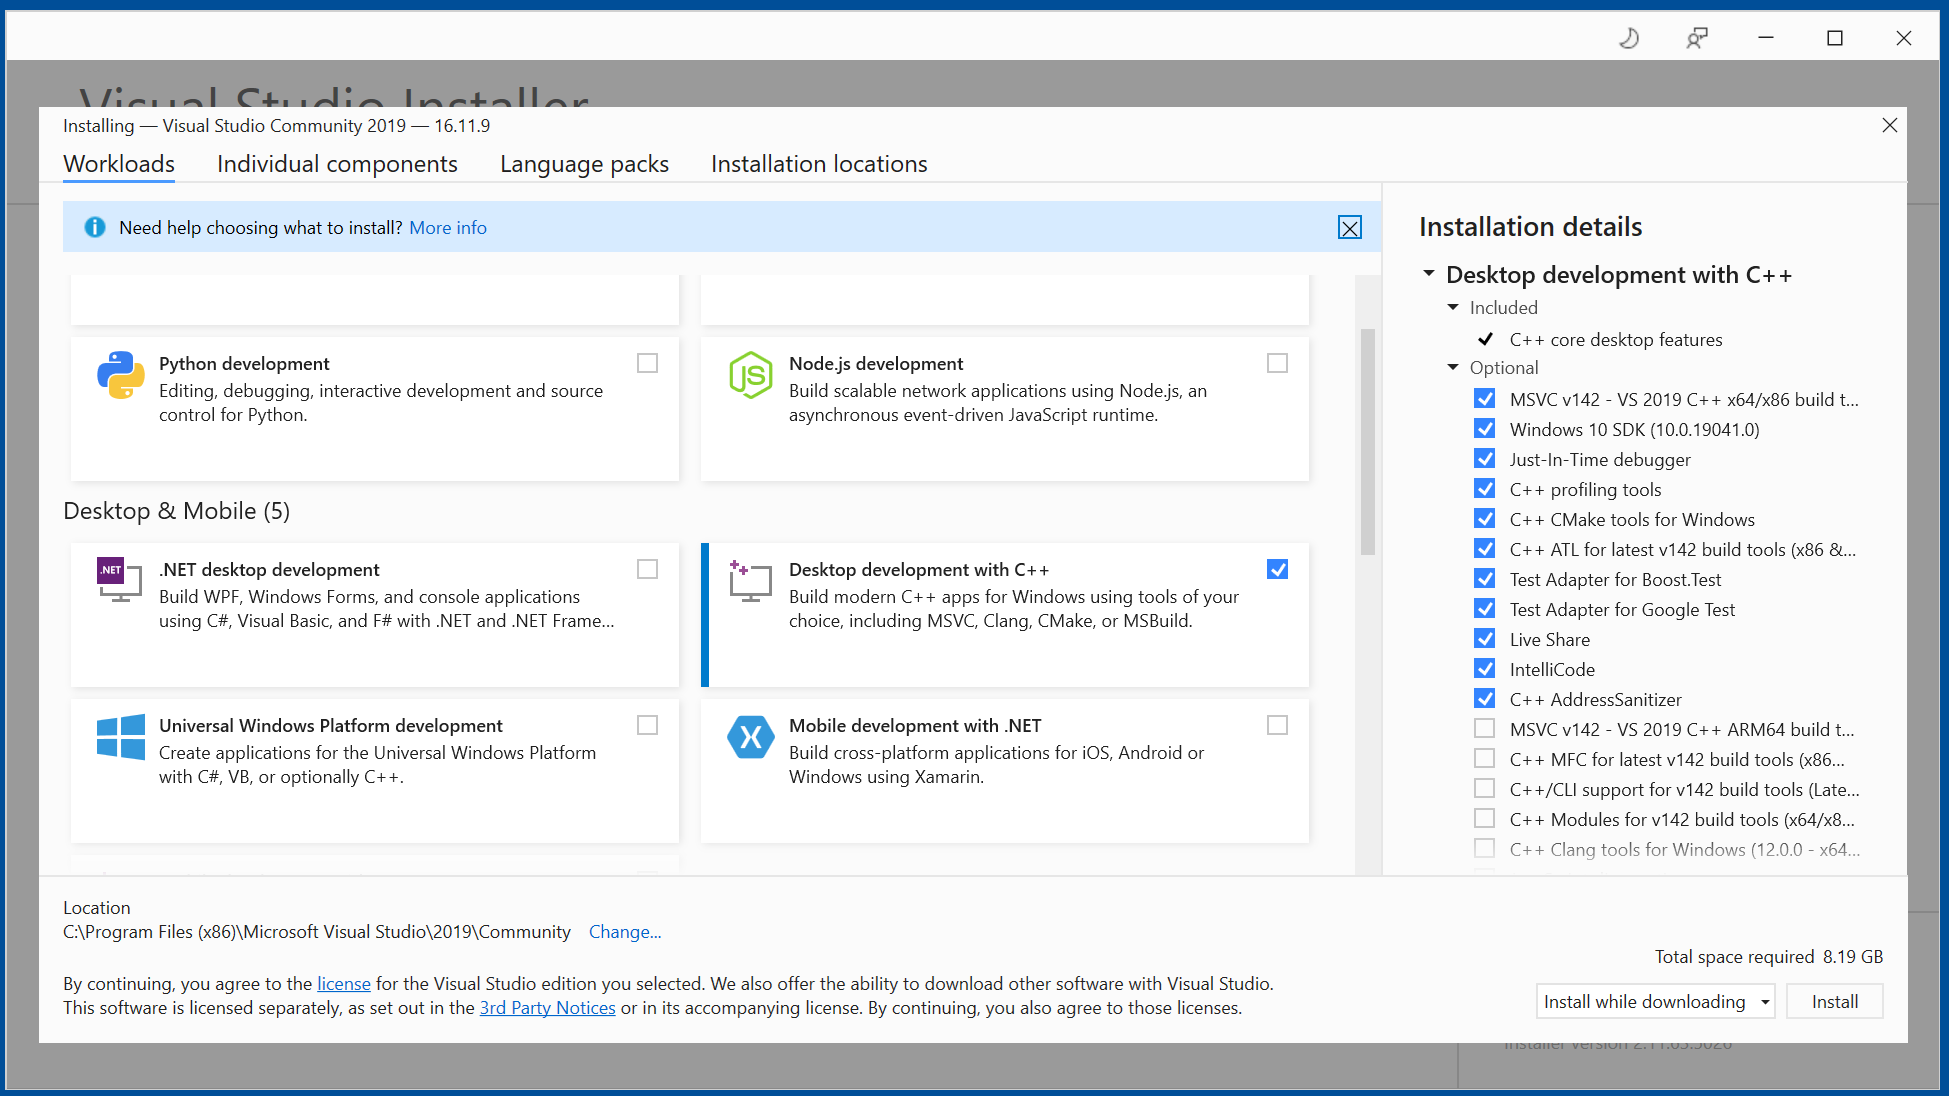 Visual Studio Installer
Installing — Visual Studio Community 2019 — 16.11.9
Workloads
Individual components
Language packs
Installation locations
Need help choosing what to install? More info
Python development
Editing, debugging, interactive development and source
control for Python.
Node.js development
Build scalable network applications using Node.js, an
asynchronous event-driven JavaScript runtime.
Desktop & Mobile (5)
.NET
.NET desktop development
Build WPF, Windows Forms, and console applications
using C#, Visual Basic, and F# with .NET and .NET Frame...
Desktop development with C++
Build modern C++ apps for Windows using tools of your
choice, including MSVC, Clang, CMake, or MSBuild.
Universal Windows Platform development
Create applications for the Universal Windows Platform
with C#, VB, or optionally C++.
Mobile development with .NET
Build cross-platform applications for iOS, Android or
Windows using Xamarin.
Installation details
Desktop development with C++
Included
C++ core desktop features
Optional
MSVC v142 - VS 2019 C++ x64/x86 build t...
Windows 10 SDK (10.0.19041.0)
Just-In-Time debugger
C++ profiling tools
C++ CMake tools for Windows
C++ ATL for latest v142 build tools (x86 &...
Test Adapter for Boost.Test
Test Adapter for Google Test
Live Share
IntelliCode
C++ AddressSanitizer
MSVC v142 - VS 2019 C++ ARM64 build t...
C++ MFC for latest v142 build tools (x86...
C++/CLI support for v142 build tools (Late...
C++ Modules for v142 build tools (x64/x8...
C++ Clang tools for Windows (12.0.0 - x64...
Location
C:\Program Files (x86)\Microsoft Visual Studio\2019\Community Change...
By continuing, you agree to the license for the Visual Studio edition you selected. We also offer the ability to download other software with Visual Studio.
This software is licensed separately, as set out in the 3rd Party Notices or in its accompanying license. By continuing, you also agree to those licenses.
Total space required 8.19 GB
Install while downloading
Install
Installer version